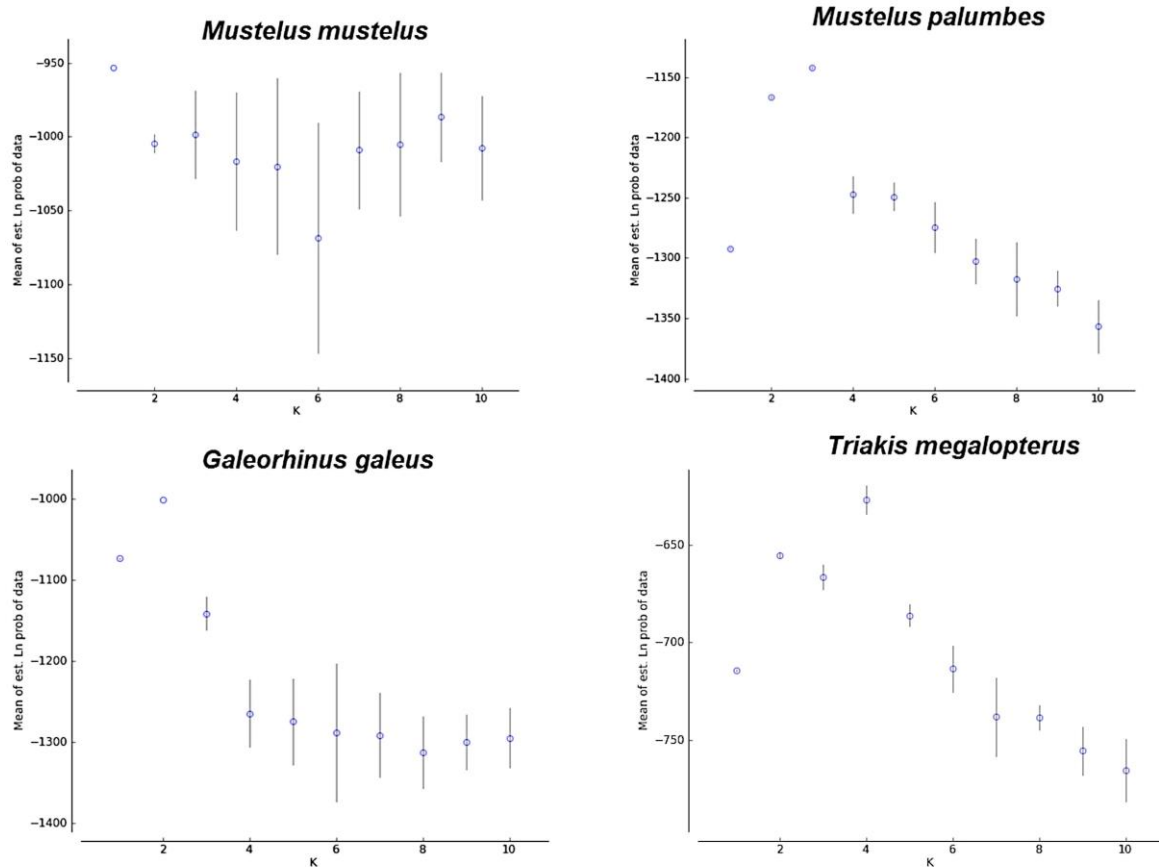 Mustelus mustelus
−950
−1000
−1050
−1100
−1150
Mean of est. Ln prob of data
2 4 6 8 10
K
Mustelus palumbes
−1150
−1200
−1250
−1300
−1350
−1400
Mean of est. Ln prob of data
2 4 6 8 10
K
Galeorhinus galeus
−1000
−1100
−1200
−1300
−1400
Mean of est. Ln prob of data
2 4 6 8 10
K
Triakis megalopterus
−650
−700
−750
Mean of est. Ln prob of data
2 4 6 8 10
K